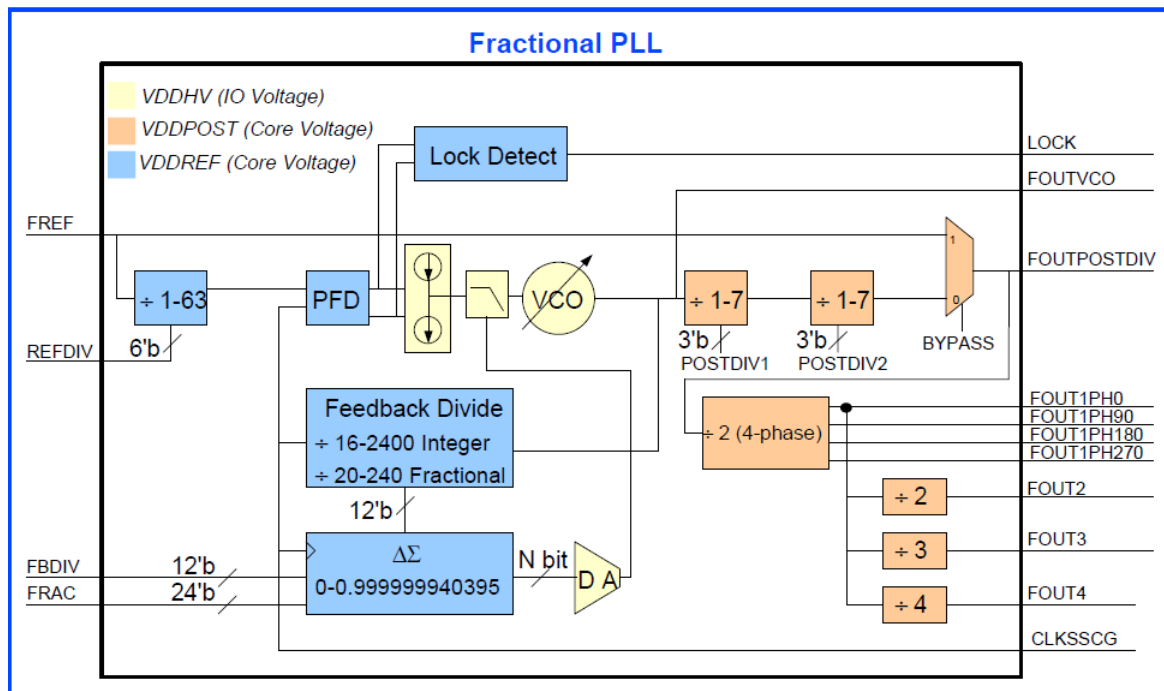 Fractional PLL
VDDHV (IO Voltage)
VDDPOST (Core Voltage)
VDDREF (Core Voltage)
Lock Detect
LOCK
FOUTVCO
FREF
1
FOUTPOSTDIV
÷ 1-63
PFD
VCO
÷ 1-7
÷ 1-7
0
REFDIV
6'b
3'b
POSTDIV1
3'b
POSTDIV2
BYPASS
Feedback Divide
÷ 16-2400 Integer
÷ 20-240 Fractional
÷ 2 (4-phase)
FOUT1PH0
FOUT1PH90
FOUT1PH180
FOUT1PH270
12'b
÷ 2
FOUT2
FBDIV
12'b
FRAC
24'b
ΔΣ
0-0.999999940395
N bit
D A
÷ 3
FOUT3
÷ 4
FOUT4
CLKSSCG